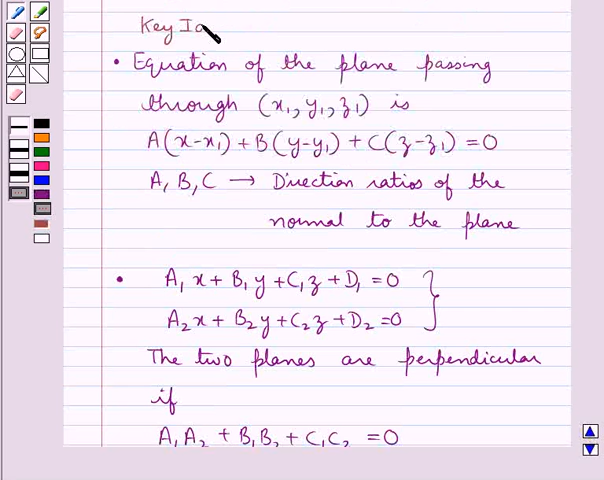 Key I
• Equation of the plane passing
through (x₁, y₁, z₁) is
A(x-x₁) + B(y-y₁) + C(z-z₁) = 0
A, B, C → Direction ratios of the
normal to the plane
• A₁x + B₁y + C₁z + D₁ = 0
A₂x + B₂y + C₂z + D₂ = 0 }
The two planes are perpendicular
if
A₁A₂ + B₁B₂ + C₁C₂ = 0